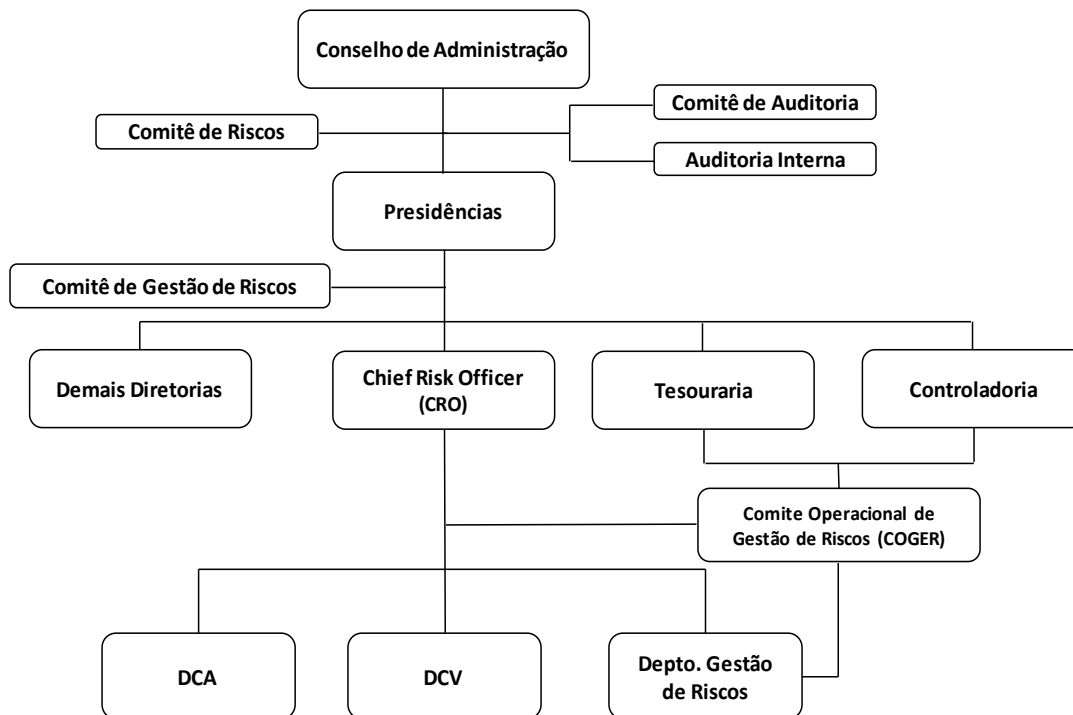 Conselho de Administração
Comitê de Auditoria
Comitê de Riscos
Auditoria Interna
Presidências
Comitê de Gestão de Riscos
Demais Diretorias
Chief Risk Officer
(CRO)
Tesouraria
Controladoria
Comite Operacional de
Gestão de Riscos (COGER)
DCA
DCV
Depto. Gestão
de Riscos